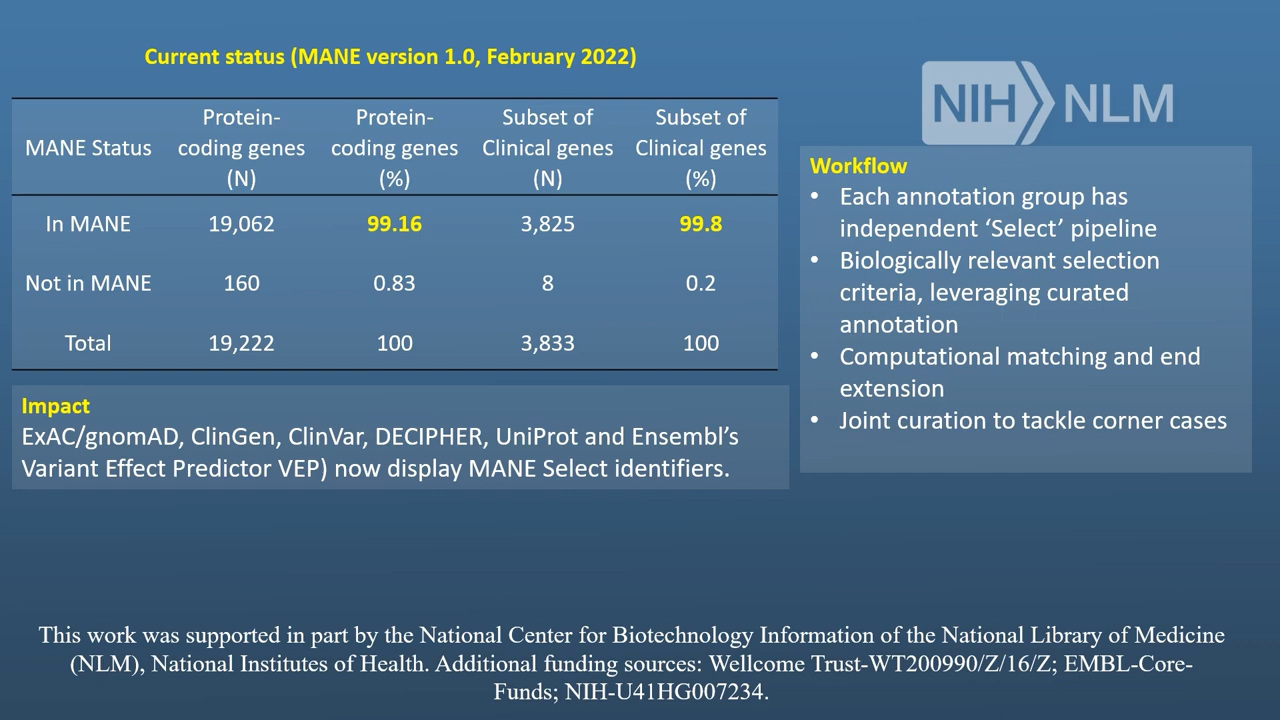 Current status (MANE version 1.0, February 2022)
MANE Status
Protein-
coding genes
(N)
Protein-
coding genes
(%)
Subset of
Clinical genes
(N)
Subset of
Clinical genes
(%)
In MANE 19,062 99.16 3,825 99.8
Not in MANE 160 0.83 8 0.2
Total 19,222 100 3,833 100
Impact
ExAC/gnomAD, ClinGen, ClinVar, DECIPHER, UniProt and Ensembl’s
Variant Effect Predictor VEP) now display MANE Select identifiers.
NIH NLM
Workflow
• Each annotation group has
independent ‘Select’ pipeline
• Biologically relevant selection
criteria, leveraging curated
annotation
• Computational matching and end
extension
• Joint curation to tackle corner cases
This work was supported in part by the National Center for Biotechnology Information of the National Library of Medicine
(NLM), National Institutes of Health. Additional funding sources: Wellcome Trust-WT200990/Z/16/Z; EMBL-Core-
Funds; NIH-U41HG007234.